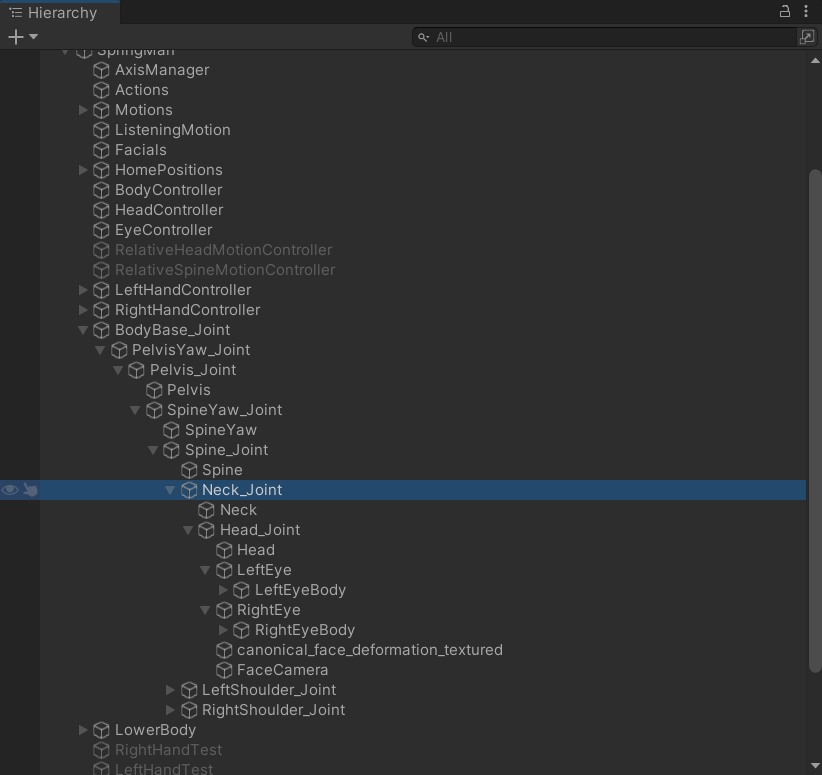 Hierarchy
All
SpringMan
AxisManager
Actions
Motions
ListeningMotion
Facials
HomePositions
BodyController
HeadController
EyeController
RelativeHeadMotionController
RelativeSpineMotionController
LeftHandController
RightHandController
BodyBase_Joint
PelvisYaw_Joint
Pelvis_Joint
Pelvis
SpineYaw_Joint
SpineYaw
Spine_Joint
Spine
Neck_Joint
Neck
Head_Joint
Head
LeftEye
LeftEyeBody
RightEye
RightEyeBody
canonical_face_deformation_textured
FaceCamera
LeftShoulder_Joint
RightShoulder_Joint
LowerBody
RightHandTest
LeftHandTest